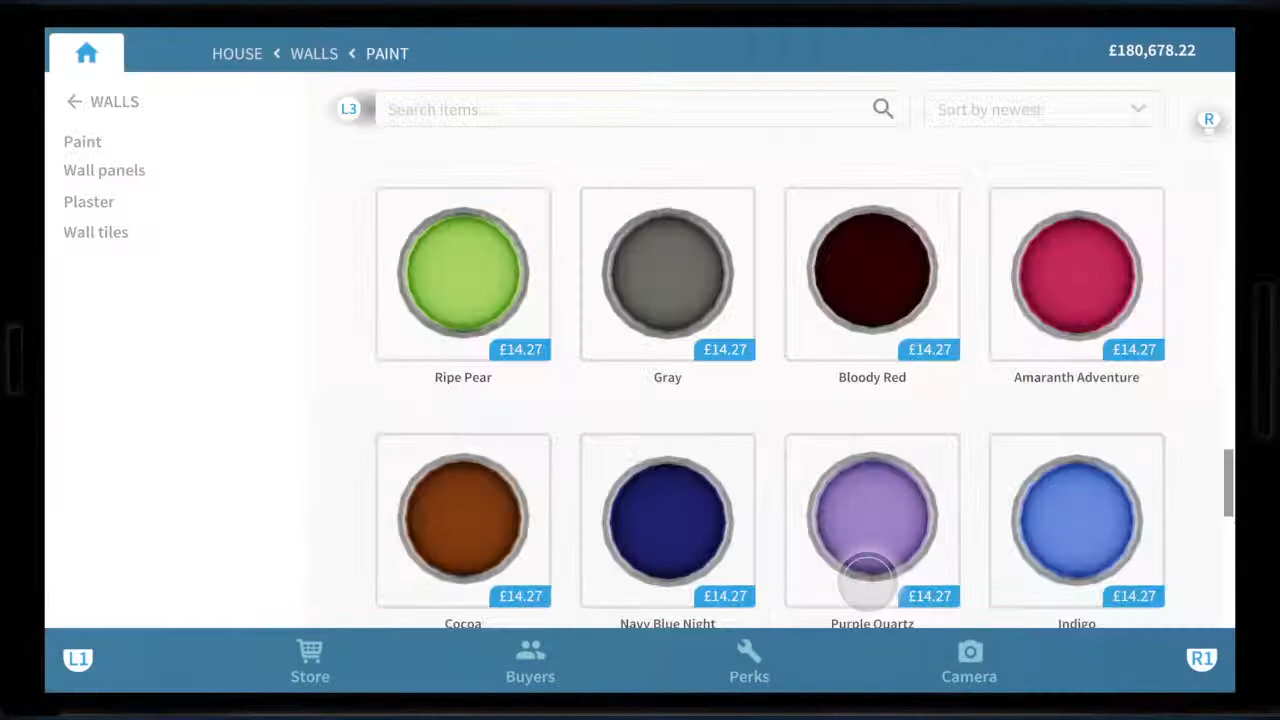 HOUSE < WALLS < PAINT
£180,678.22
WALLS
L3
Search items...
Sort by newest
R
Paint
Wall panels
Plaster
Wall tiles
£14.27
£14.27
£14.27
£14.27
Ripe Pear
Gray
Bloody Red
Amaranth Adventure
£14.27
£14.27
£14.27
£14.27
Cocoa
Navy Blue Night
Purple Quartz
Indigo
L1
Store
Buyers
Perks
Camera
R1